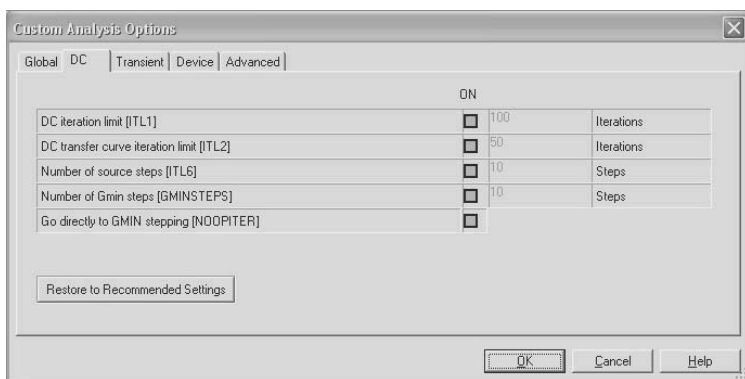 Custom Analysis Options
Global DC Transient Device Advanced
ON
DC iteration limit [ITL1] 100 Iterations
DC transfer curve iteration limit [ITL2] 50 Iterations
Number of source steps [ITL6] 10 Steps
Number of Gmin steps [GMINSTEPS] 10 Steps
Go directly to GMIN stepping [NOOPITER]
Restore to Recommended Settings
OK Cancel Help